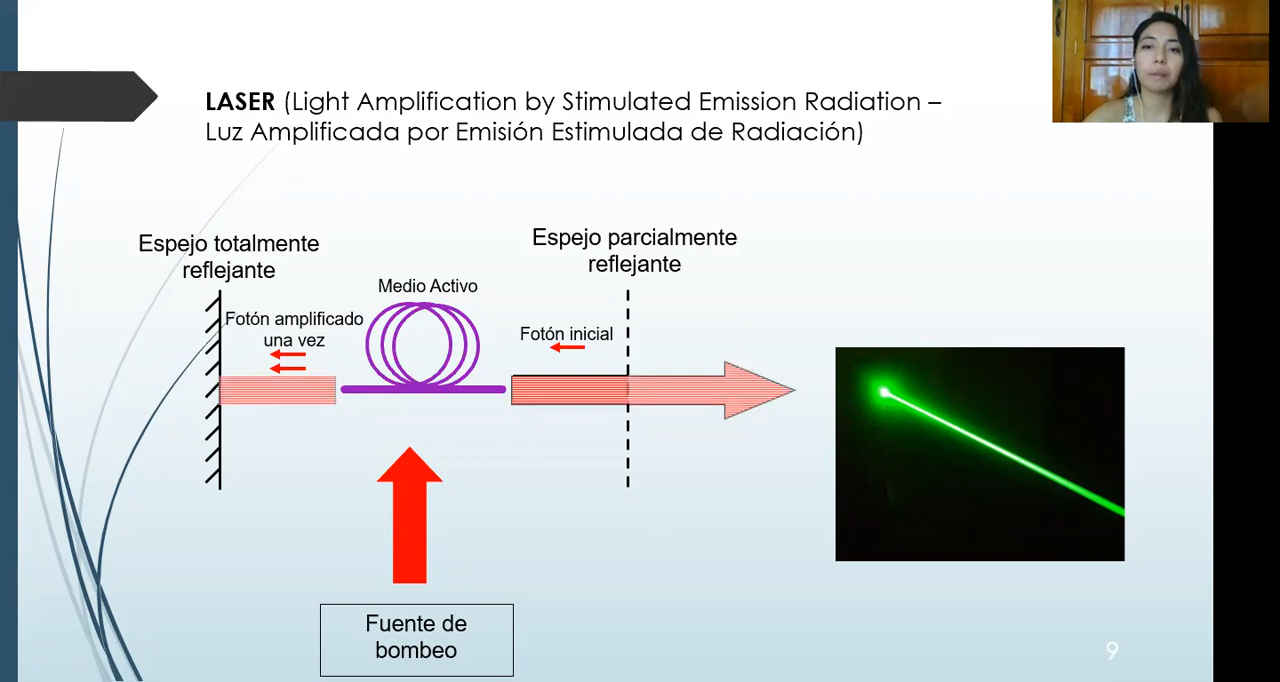 LASER (Light Amplification by Stimulated Emission Radiation –
Luz Amplificada por Emisión Estimulada de Radiación)
Espejo totalmente
reflejante
Espejo parcialmente
reflejante
Medio Activo
Fotón amplificado
una vez
Fotón inicial
Fuente de
bombeo
9